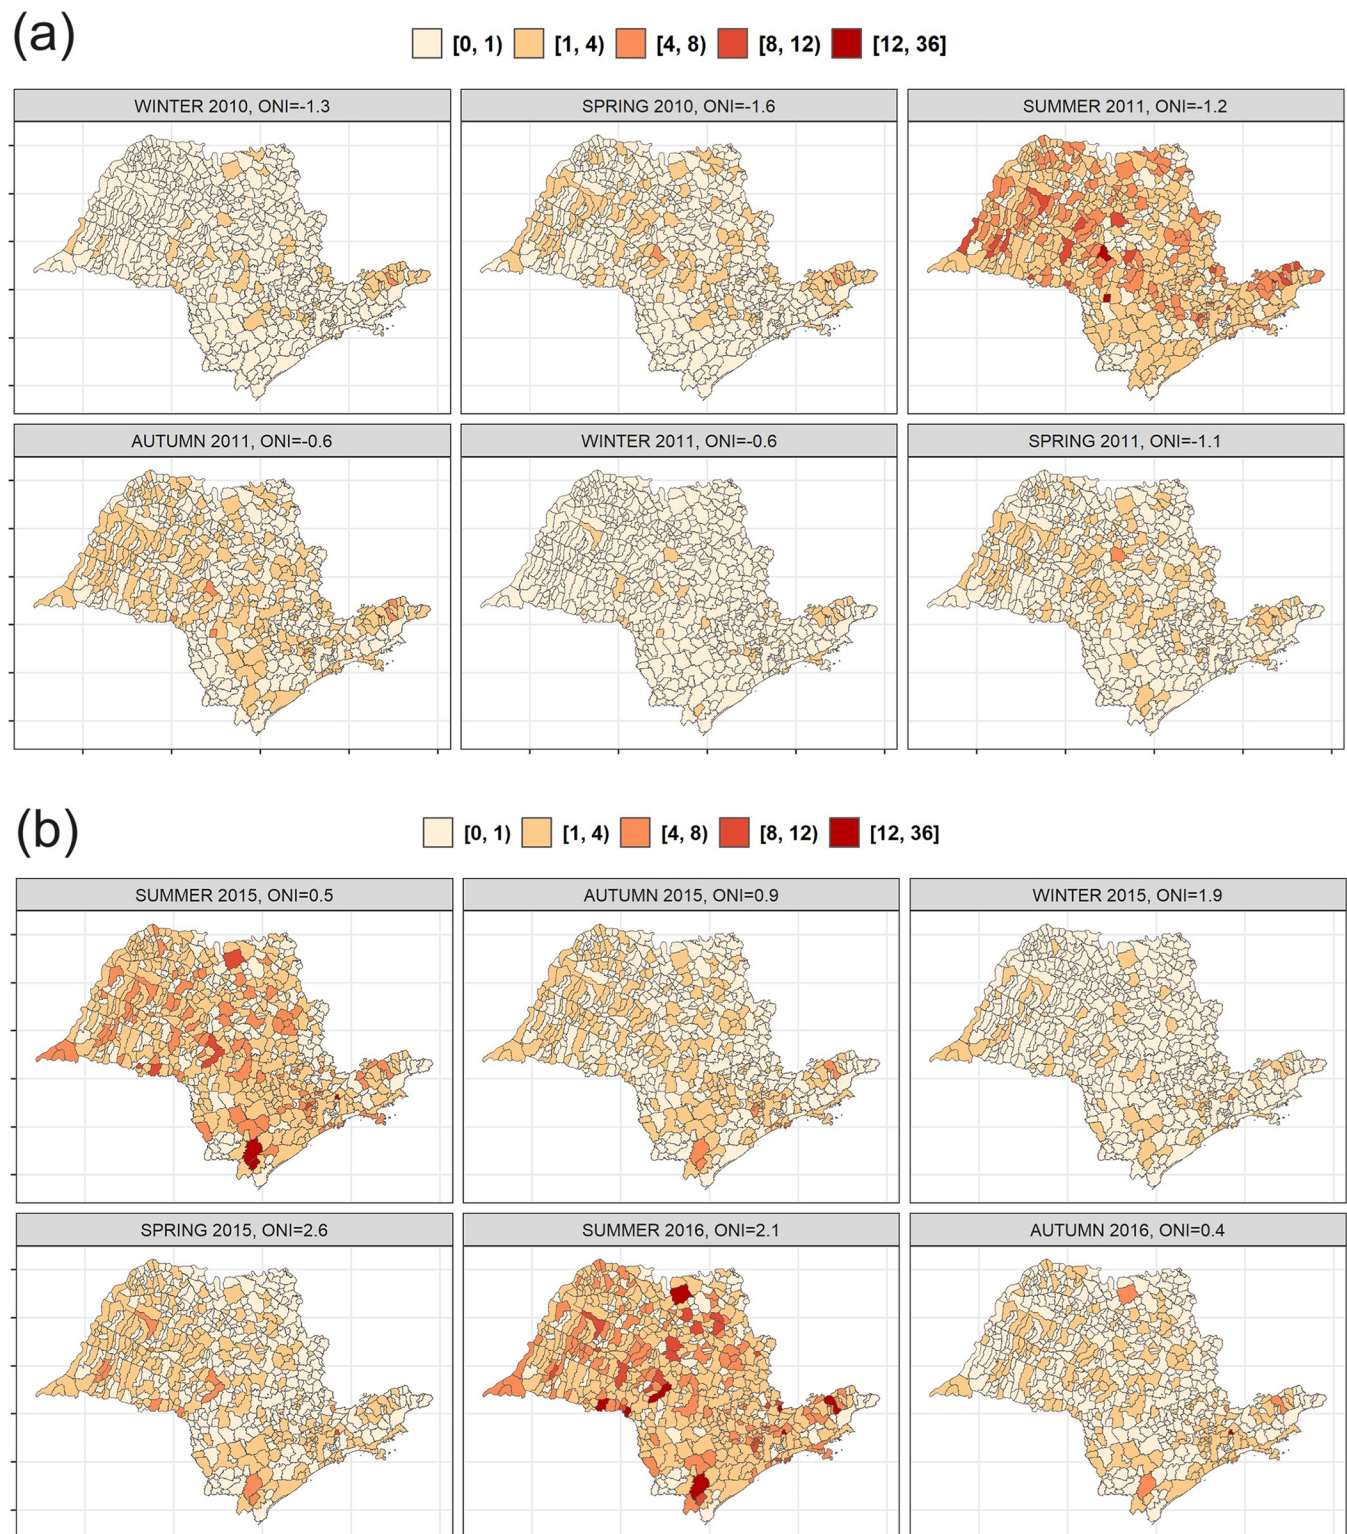 (a)
[0, 1) [1, 4) [4, 8) [8, 12) [12, 36]
WINTER 2010, ONI=-1.3 SPRING 2010, ONI=-1.6 SUMMER 2011, ONI=-1.2
AUTUMN 2011, ONI=-0.6 WINTER 2011, ONI=-0.6 SPRING 2011, ONI=-1.1
(b)
[0, 1) [1, 4) [4, 8) [8, 12) [12, 36]
SUMMER 2015, ONI=0.5 AUTUMN 2015, ONI=0.9 WINTER 2015, ONI=1.9
SPRING 2015, ONI=2.6 SUMMER 2016, ONI=2.1 AUTUMN 2016, ONI=0.4